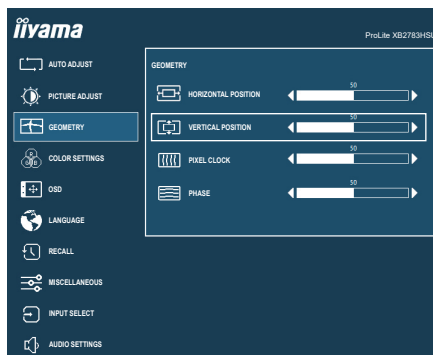 iiyama
ProLite XB2783HSU
AUTO ADJUST
PICTURE ADJUST
GEOMETRY
COLOR SETTINGS
R
G B
OSD
LANGUAGE
RECALL
MISCELLANEOUS
INPUT SELECT
AUDIO SETTINGS
GEOMETRY
HORIZONTAL POSITION
50
VERTICAL POSITION
50
PIXEL CLOCK
50
PHASE
50